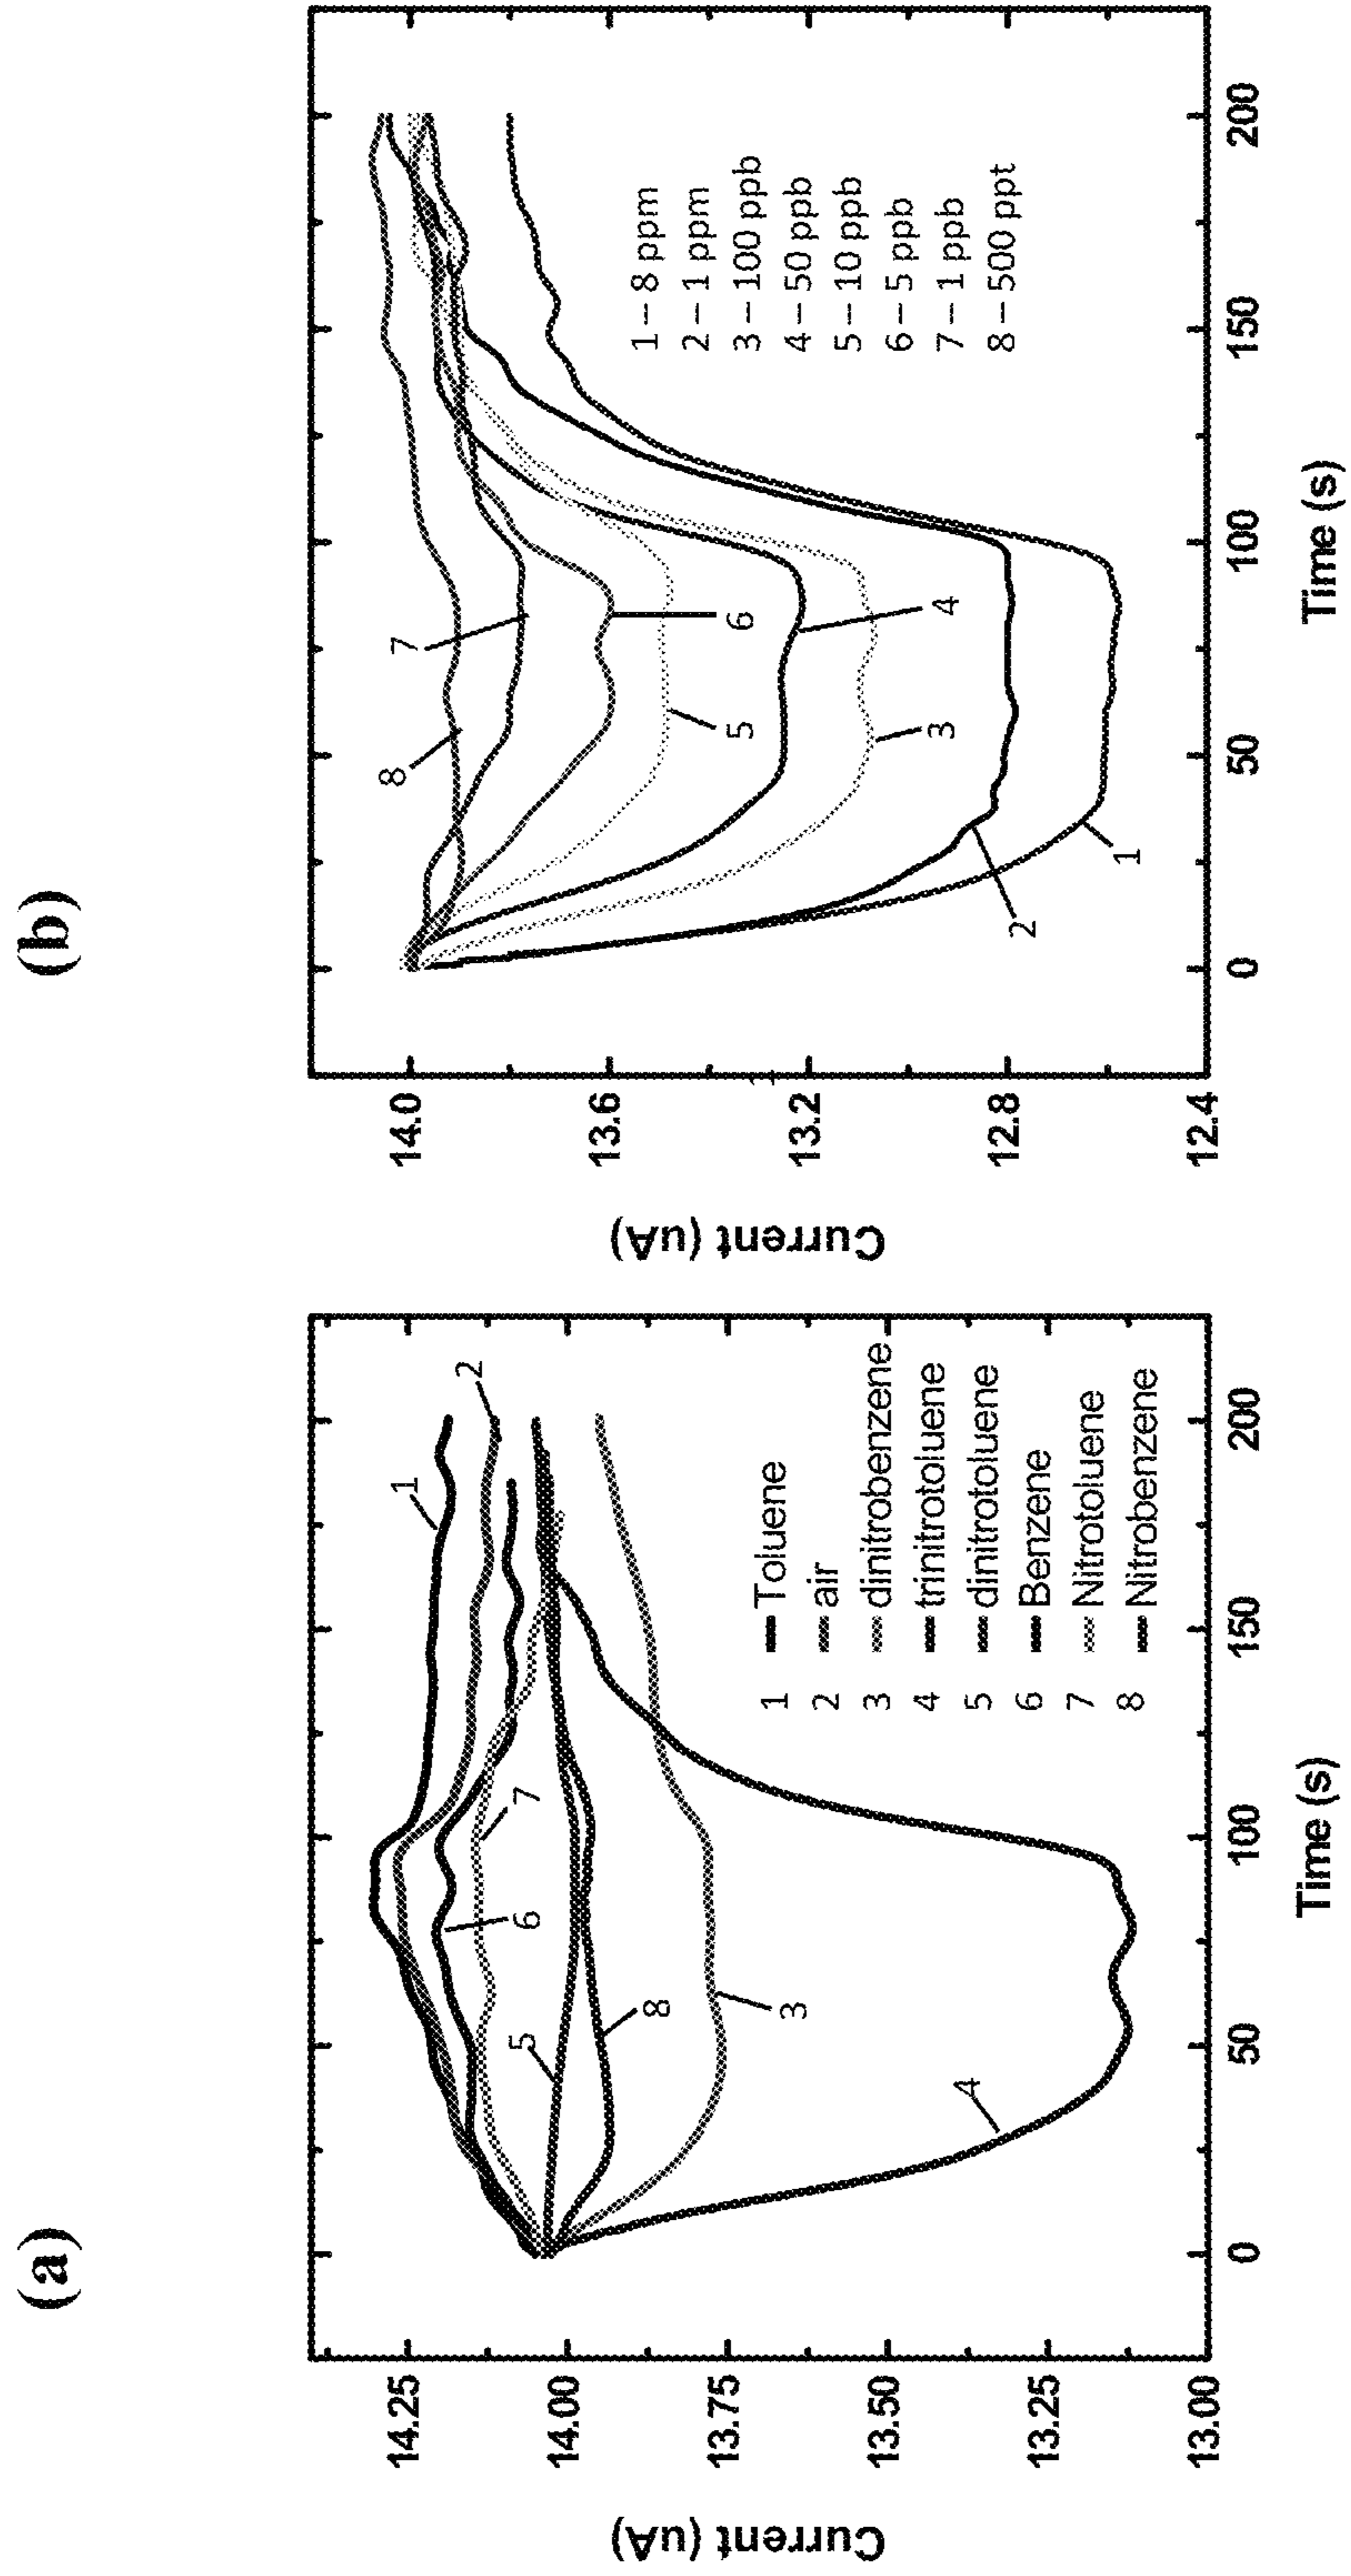 (a)
Current (uA)
14.25
14.00
13.75
13.50
13.25
13.00
0
50
100
150
200
Time (s)
1
2
3
4
5
6
7
8
1 Toluene
2 air
3 dinitrobenzene
4 trinitrotoluene
5 dinitrotoluene
6 Benzene
7 Nitrotoluene
8 Nitrobenzene
(b)
Current (uA)
14.0
13.6
13.2
12.8
12.4
0
50
100
150
200
Time (s)
1
2
3
4
5
6
7
8
1 – 8 ppm
2 – 1 ppm
3 – 100 ppb
4 – 50 ppb
5 – 10 ppb
6 – 5 ppb
7 – 1 ppb
8 – 500 ppt